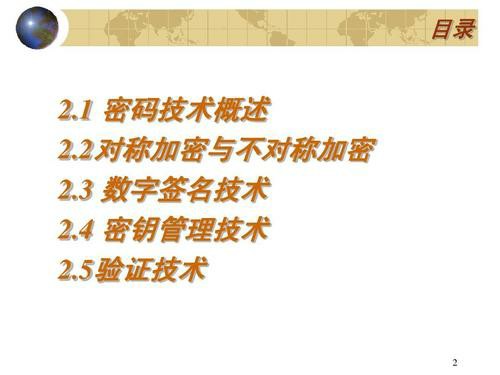 目录
2.1 密码技术概述
2.2对称加密与不对称加密
2.3 数字签名技术
2.4 密钥管理技术
2.5验证技术
2